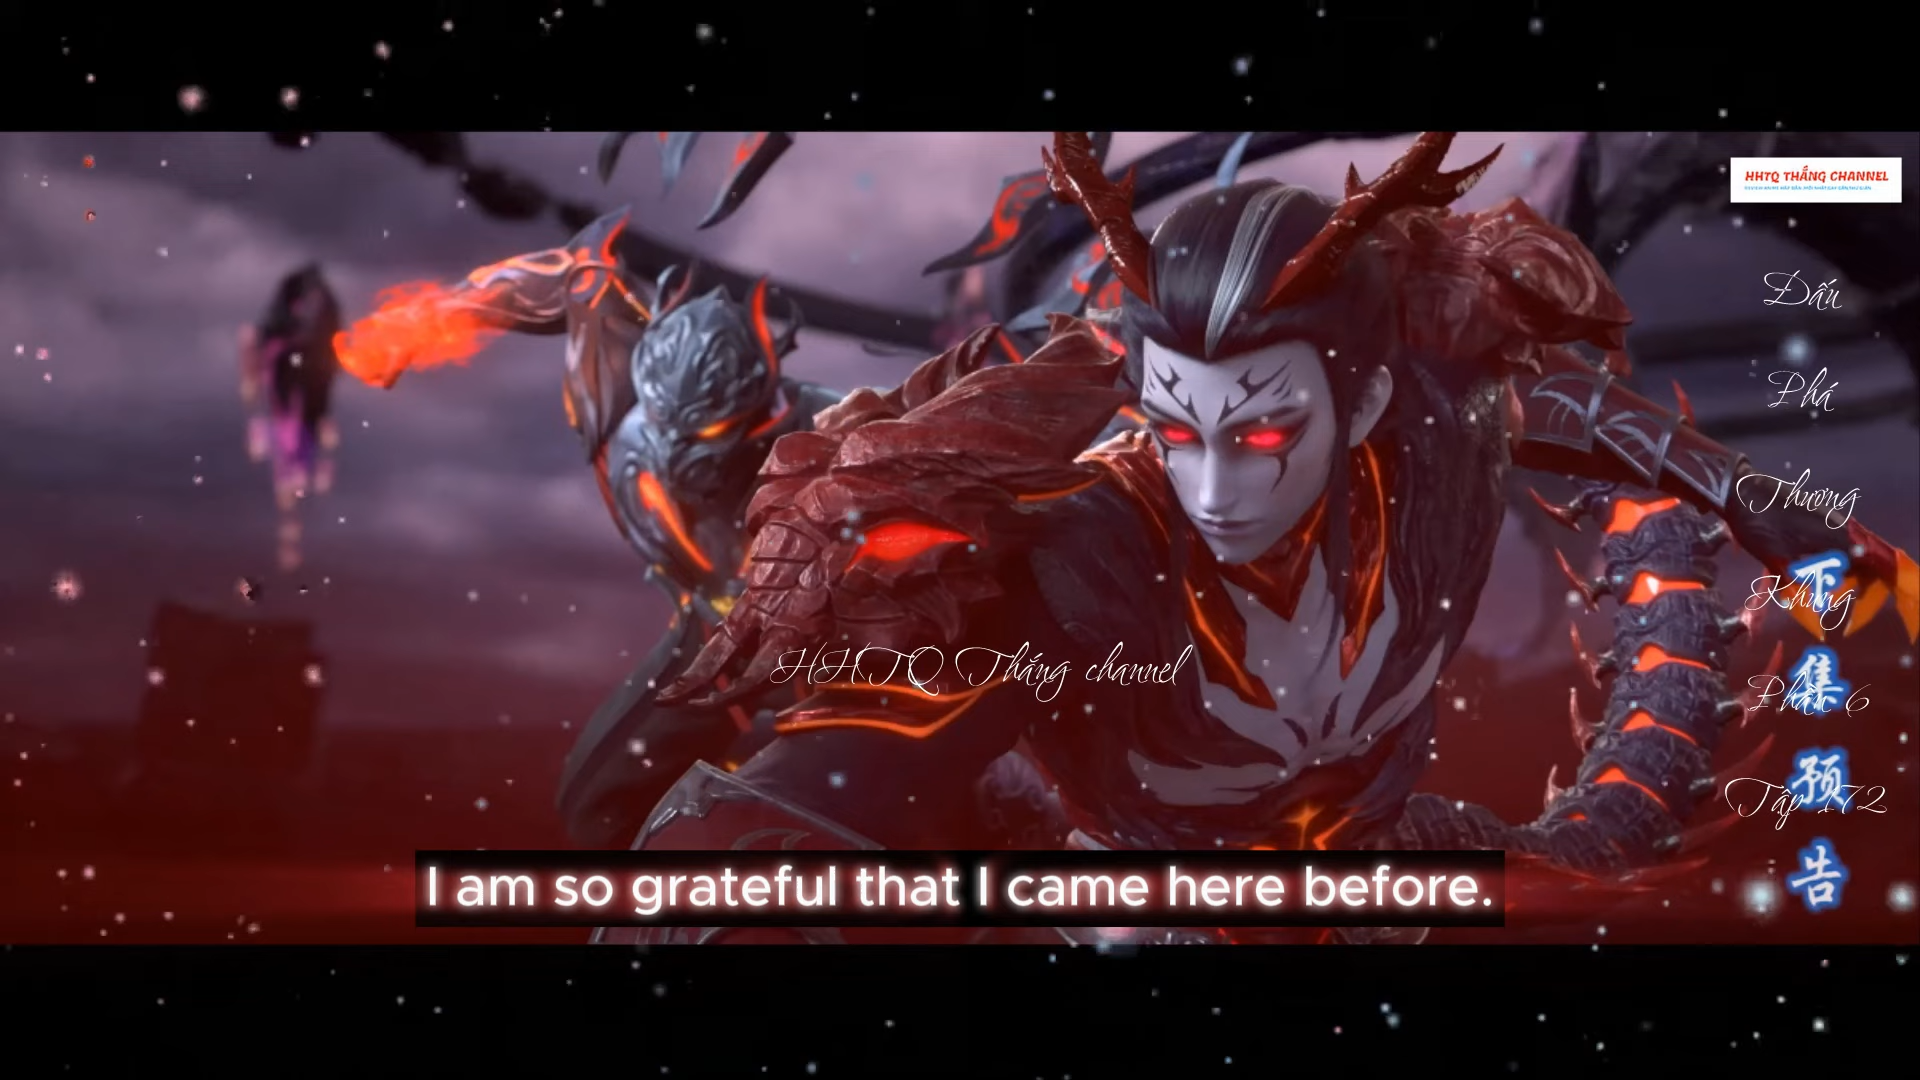 HHTQ THẮNG CHANNEL
Đấu
Phá
Thương
Khung
Phần 6
Tập 172
下集预告
HHTQ Thắng channel
I am so grateful that I came here before.